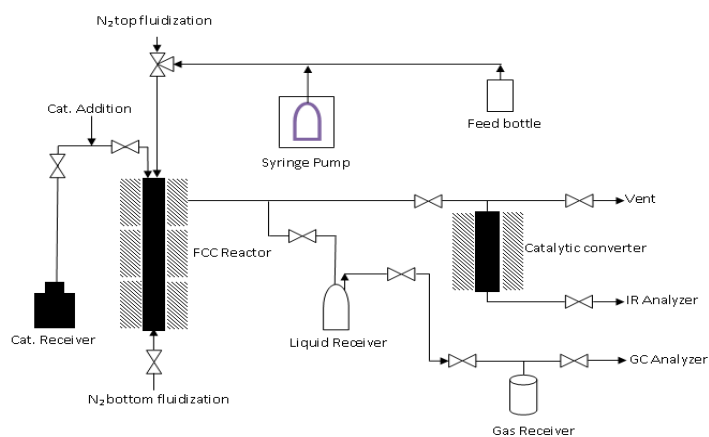 N₂ top fluidization
Cat. Addition
Feed bottle
Syringe Pump
Vent
FCC Reactor
Catalytic converter
IR Analyzer
Cat. Receiver
Liquid Receiver
GC Analyzer
N₂ bottom fluidization
Gas Receiver